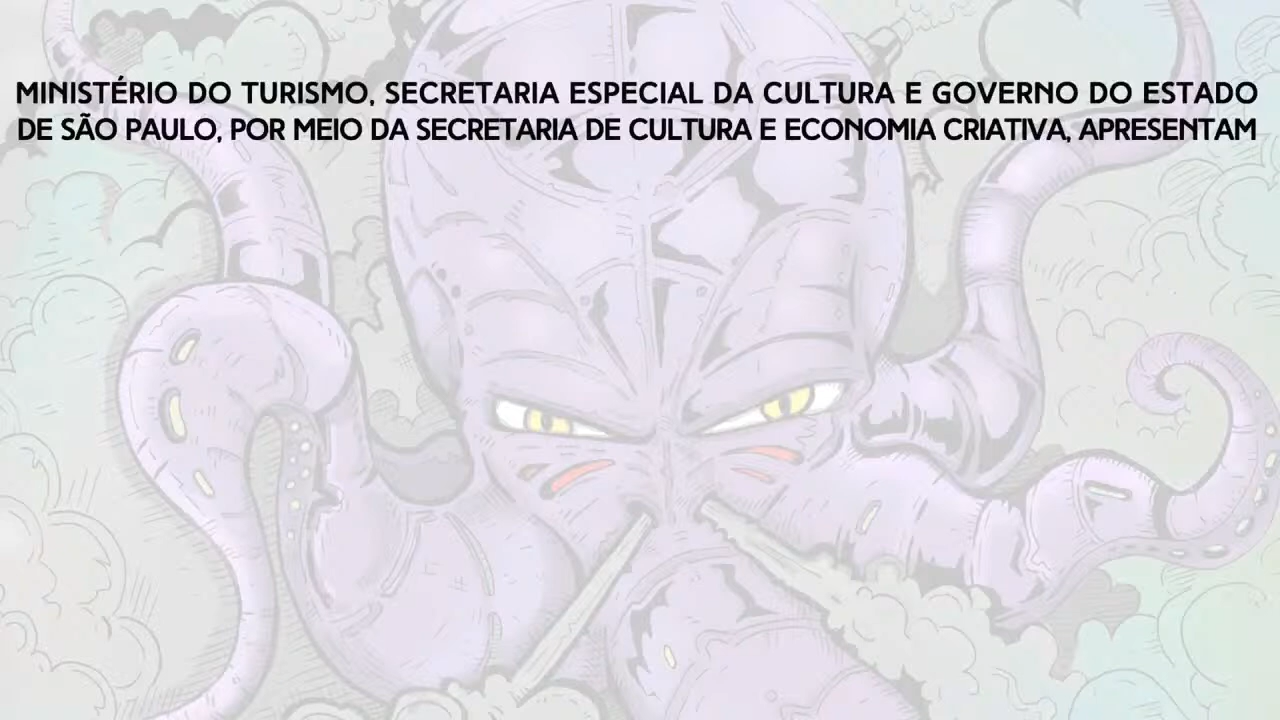 MINISTÉRIO DO TURISMO, SECRETARIA ESPECIAL DA CULTURA E GOVERNO DO ESTADO
DE SÃO PAULO, POR MEIO DA SECRETARIA DE CULTURA E ECONOMIA CRIATIVA, APRESENTAM